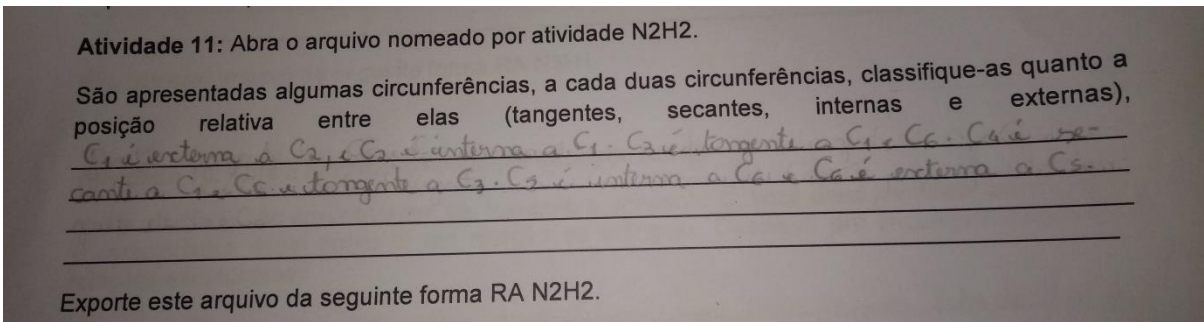 Atividade 11: Abra o arquivo nomeado por atividade N2H2.
São apresentadas algumas circunferências, a cada duas circunferências, classifique-as quanto a
posição relativa entre elas (tangentes, secantes, internas e externas),
C1 é externa à C2, e C2 é interna a C1. C3 é tangente a C1 e C6. C4 é se-
cante a C1 e C6 e tangente a C3. C5 é interna a C6 e C6 é externa a C5.
Exporte este arquivo da seguinte forma RA N2H2.